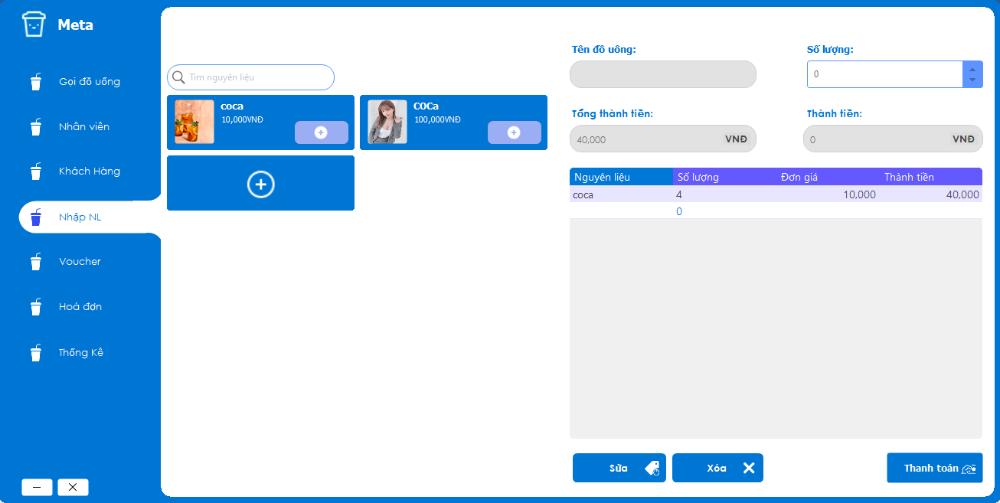 Meta
Gọi đồ uống
Nhân viên
Khách Hàng
Nhập NL
Voucher
Hoá đơn
Thống Kê
Tìm nguyên liệu
coca
10,000VNĐ
COCa
100,000VNĐ
Tên đồ uống:
Số lượng:
0
Tổng thành tiền:
Thành tiền:
40,000 VNĐ
0 VNĐ
Nguyên liệu Số lượng Đơn giá Thành tiền
coca 4 10,000 40,000
0
Sửa
Xóa
Thanh toán